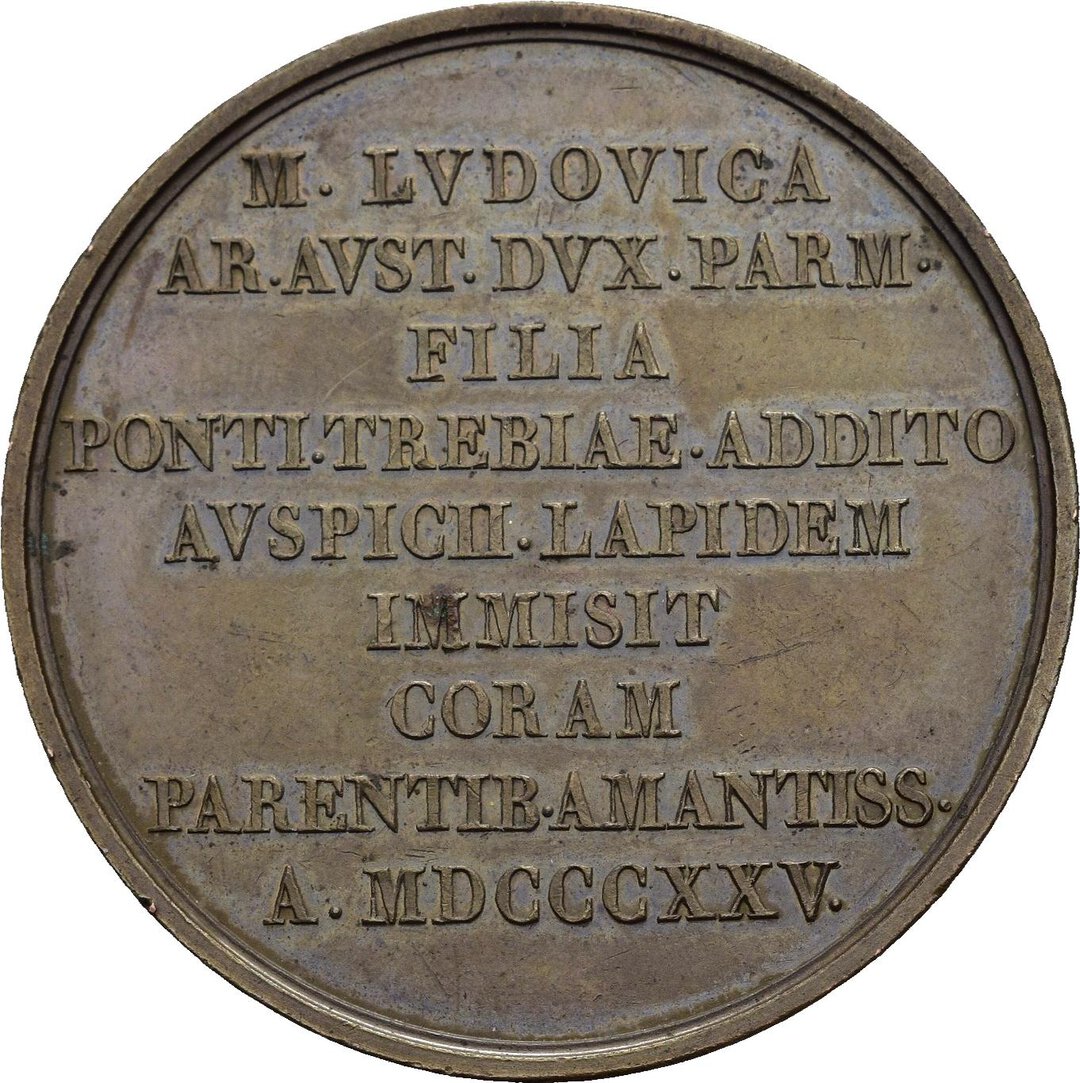 M. LVDOVICA
AR. AVST. DVX. PARM.
FILIA
PONTI. TREBIAE. ADDITO
AVSPICII. LAPIDEM
IMMISIT
CORAM
PARENTIB. AMANTISS.
A. MDCCCXXV.